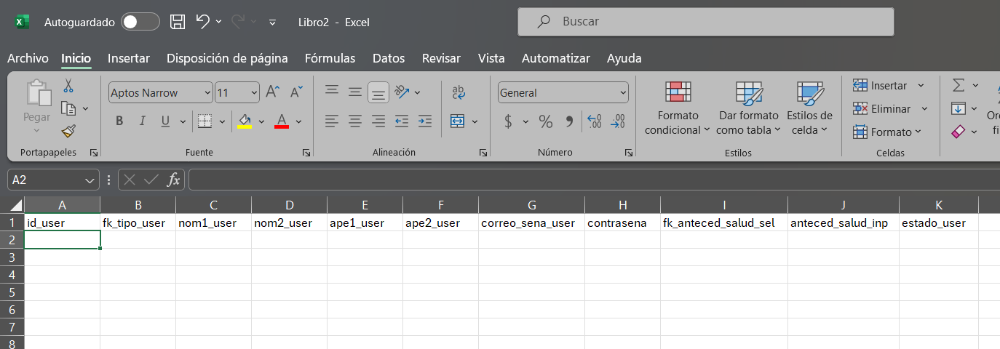 Autoguardado Libro2 - Excel Buscar
Archivo Inicio Insertar Disposición de página Fórmulas Datos Revisar Vista Automatizar Ayuda
Pegar
Portapapeles
Aptos Narrow 11
N K S
Fuente
ab
c
Alineación
General
$ % 000
Número
Formato condicional
Dar formato como tabla
Estilos de celda
Estilos
Insertar
Eliminar
Formato
Celdas
A2 fx
A B C D E F G H I J K
1 id_user fk_tipo_user nom1_user nom2_user ape1_user ape2_user correo_sena_user contrasena fk_anteced_salud_sel anteced_salud_inp estado_user
2
3
4
5
6
7
8